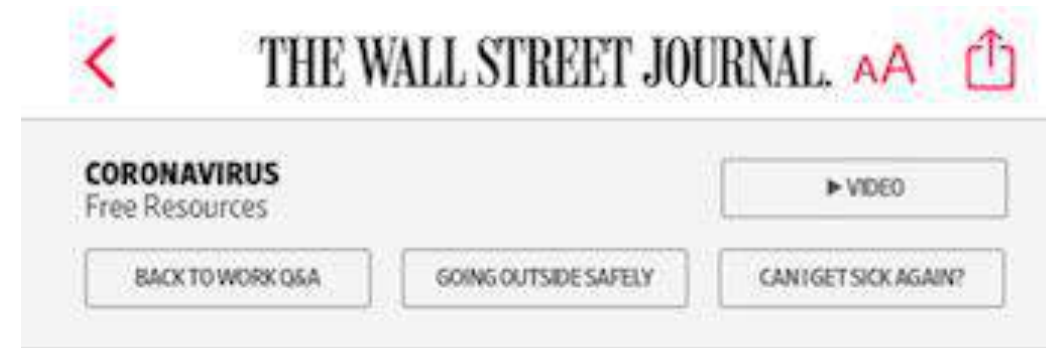 THE WALL STREET JOURNAL. AA
CORONAVIRUS
Free Resources
▶ VIDEO
BACK TO WORK Q&A
GOING OUTSIDE SAFELY
CAN I GET SICK AGAIN?